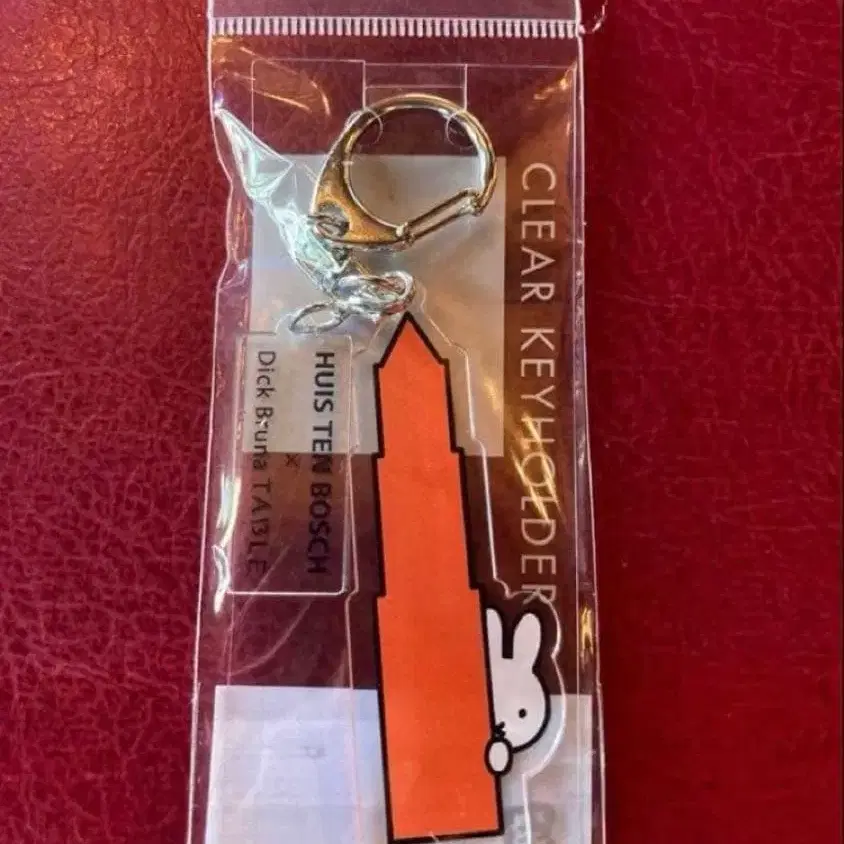 CLEAR KEYHOLDER
HUIS TEN BOSCH
×
Dick Bruna TABLE